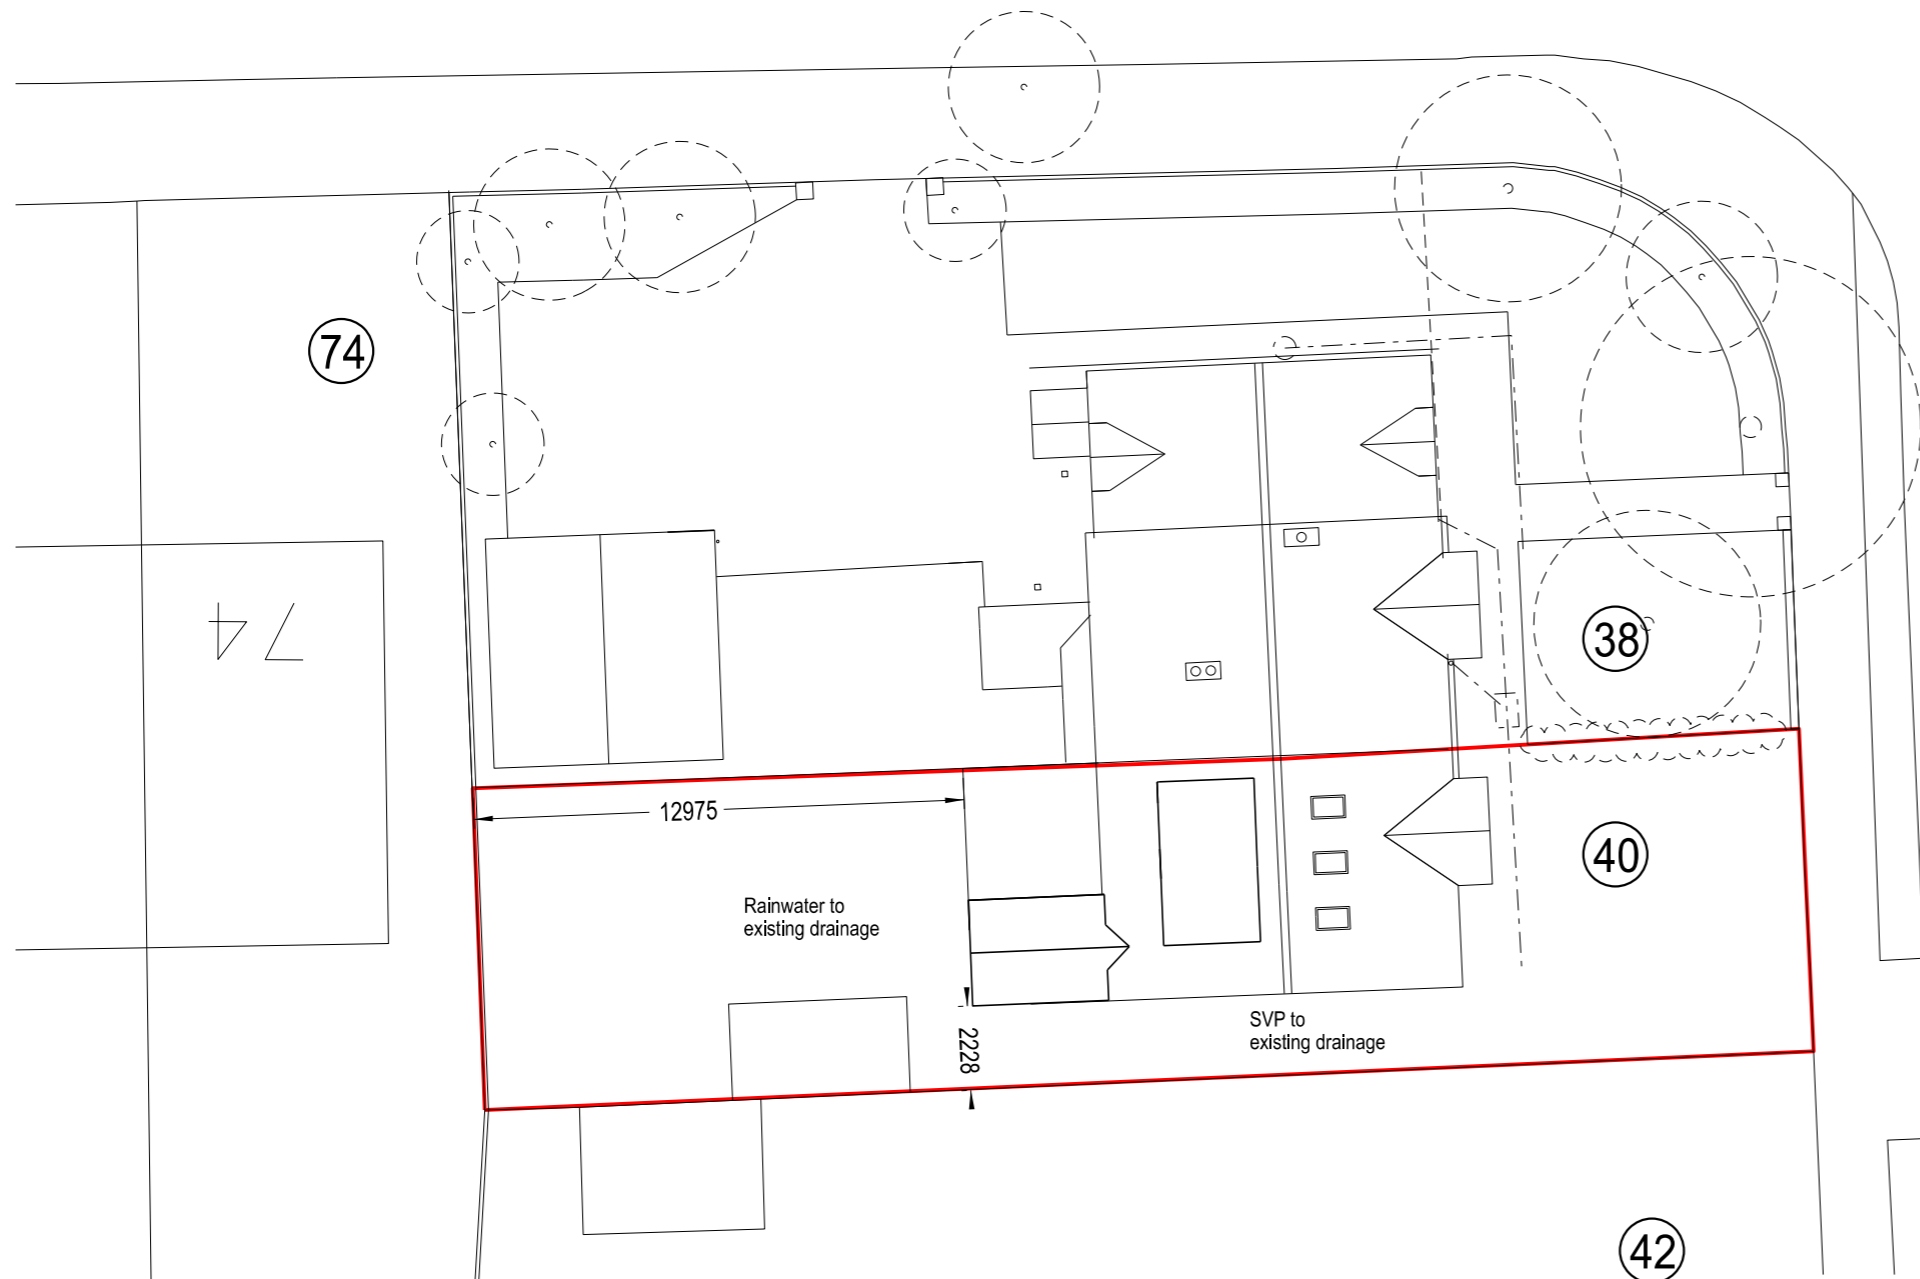 74
74
38
12975
40
Rainwater to
existing drainage
SVP to
existing drainage
2228
42